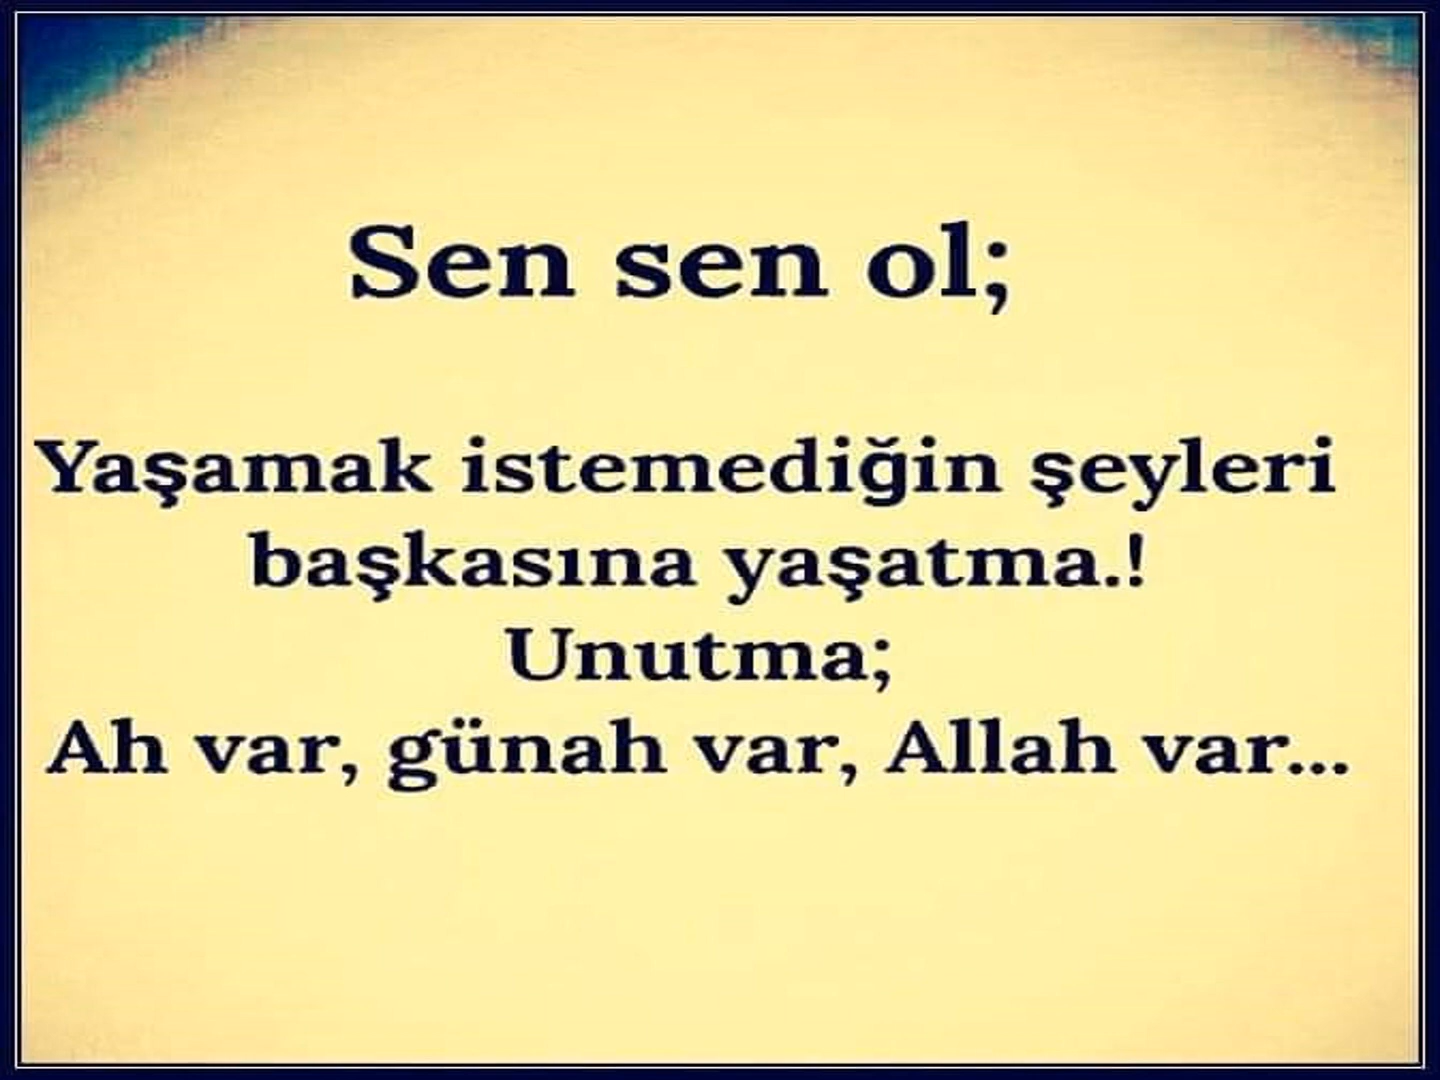 Sen sen ol;
Yaşamak istemediğin şeyleri
başkasına yaşatma.!
Unutma;
Ah var, günah var, Allah var...